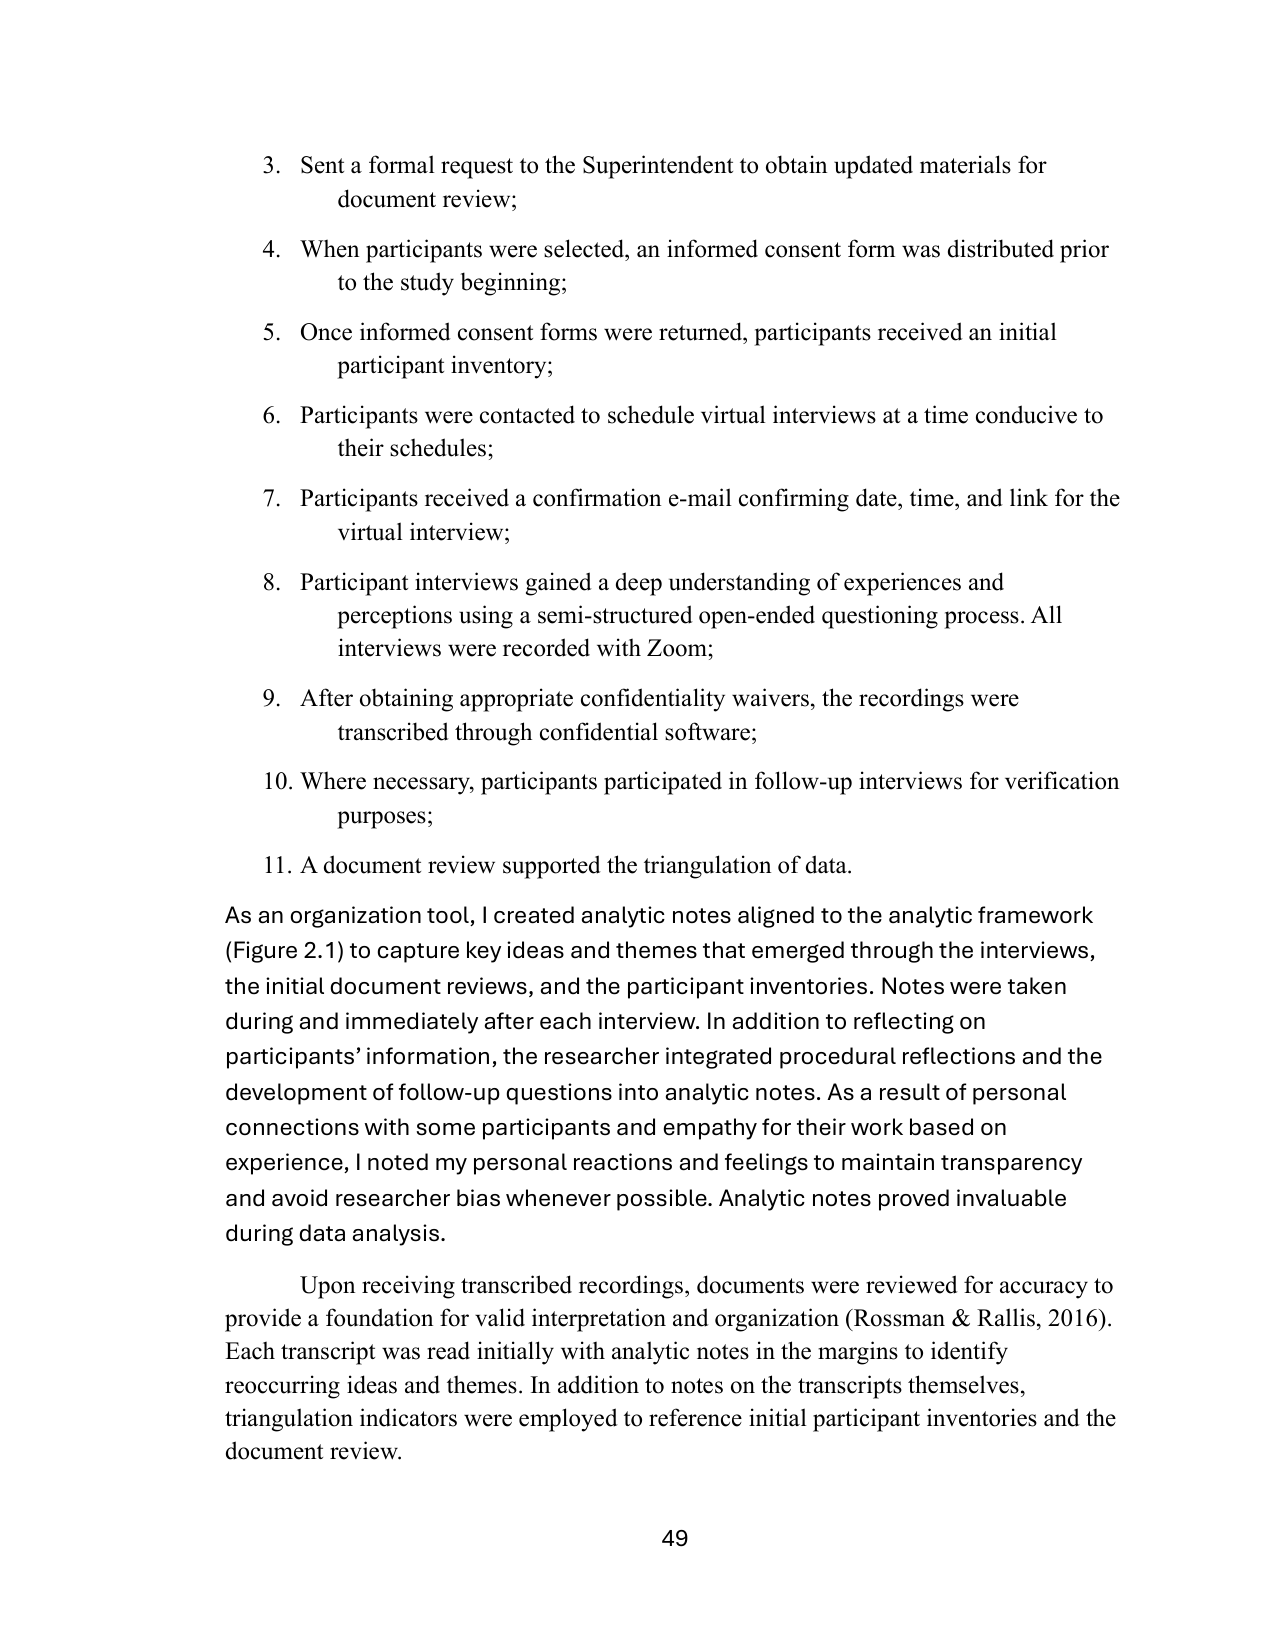 3. Sent a formal request to the Superintendent to obtain updated materials for
document review;
4. When participants were selected, an informed consent form was distributed prior
to the study beginning;
5. Once informed consent forms were returned, participants received an initial
participant inventory;
6. Participants were contacted to schedule virtual interviews at a time conducive to
their schedules;
7. Participants received a confirmation e-mail confirming date, time, and link for the
virtual interview;
8. Participant interviews gained a deep understanding of experiences and
perceptions using a semi-structured open-ended questioning process. All
interviews were recorded with Zoom;
9. After obtaining appropriate confidentiality waivers, the recordings were
transcribed through confidential software;
10. Where necessary, participants participated in follow-up interviews for verification
purposes;
11. A document review supported the triangulation of data.
As an organization tool, I created analytic notes aligned to the analytic framework
(Figure 2.1) to capture key ideas and themes that emerged through the interviews,
the initial document reviews, and the participant inventories. Notes were taken
during and immediately after each interview. In addition to reflecting on
participants’ information, the researcher integrated procedural reflections and the
development of follow-up questions into analytic notes. As a result of personal
connections with some participants and empathy for their work based on
experience, I noted my personal reactions and feelings to maintain transparency
and avoid researcher bias whenever possible. Analytic notes proved invaluable
during data analysis.
Upon receiving transcribed recordings, documents were reviewed for accuracy to
provide a foundation for valid interpretation and organization (Rossman & Rallis, 2016).
Each transcript was read initially with analytic notes in the margins to identify
reoccurring ideas and themes. In addition to notes on the transcripts themselves,
triangulation indicators were employed to reference initial participant inventories and the
document review.
49